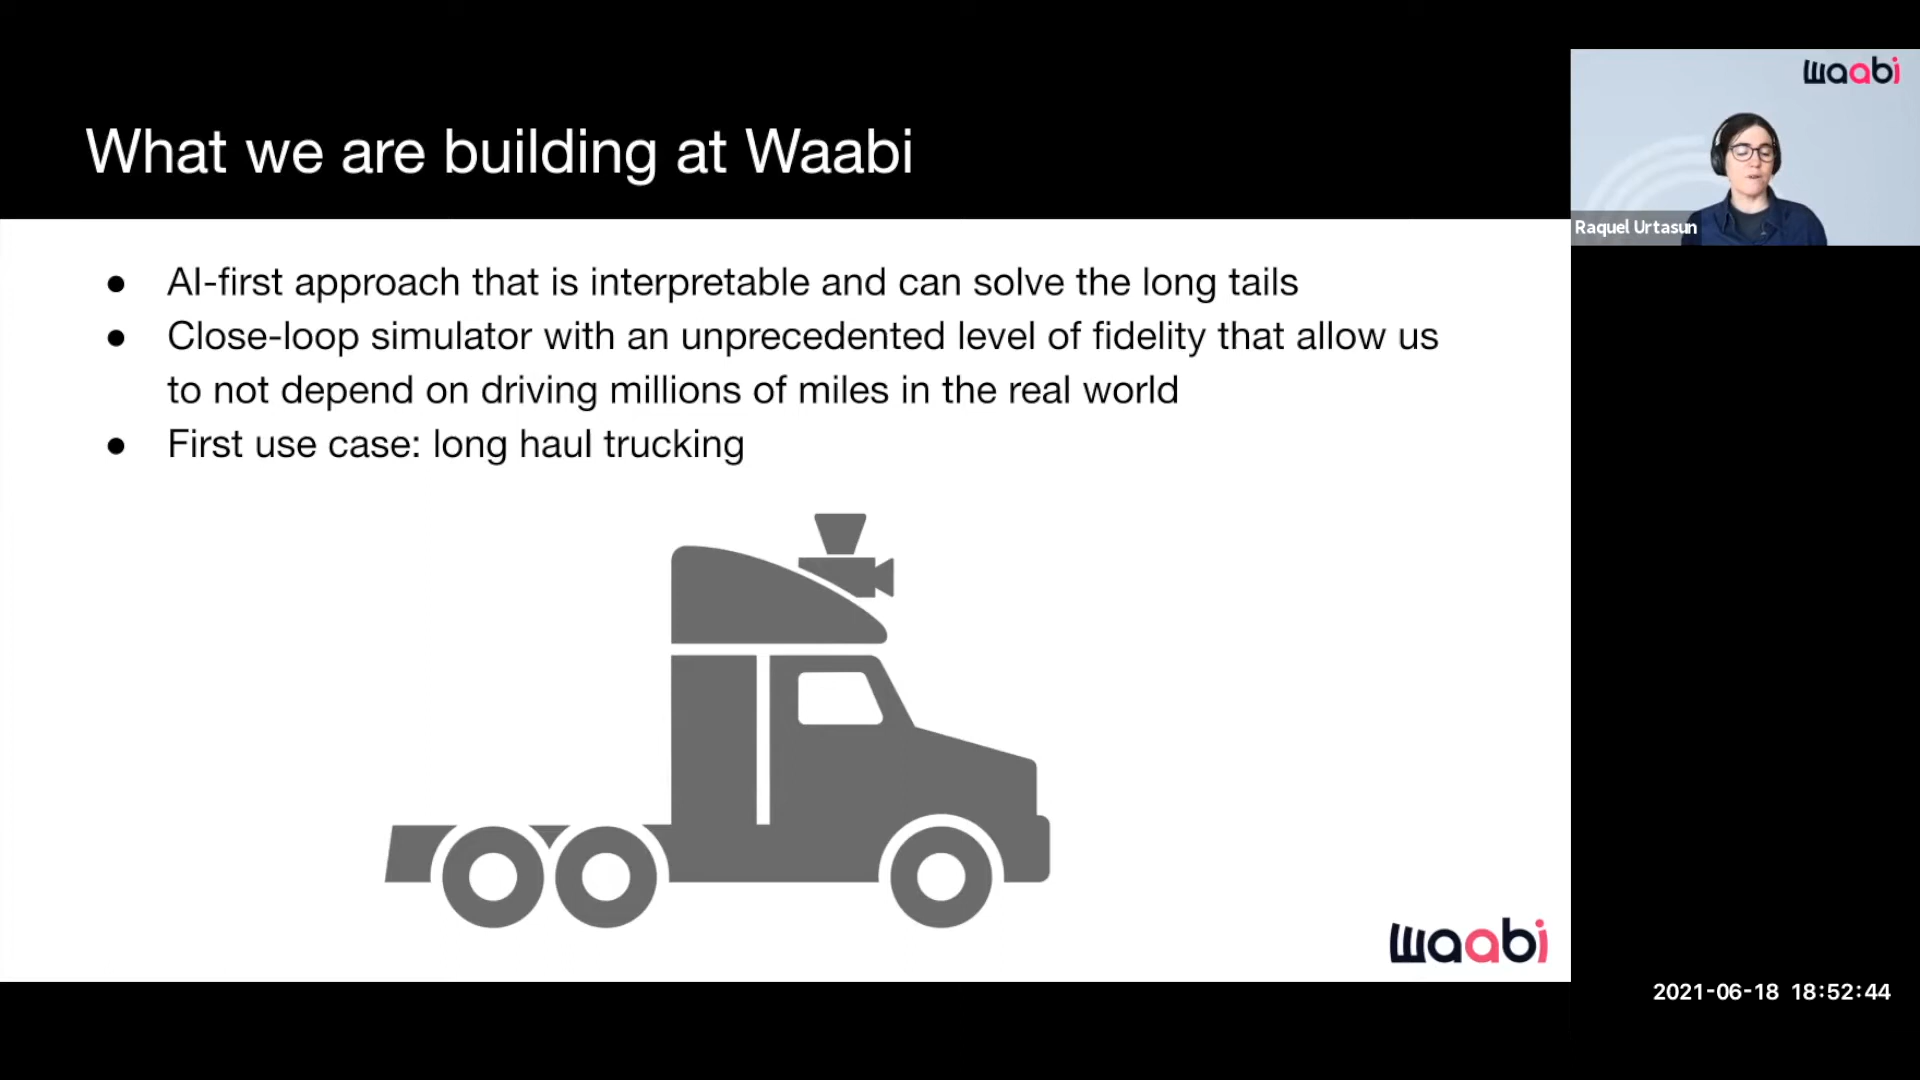 What we are building at Waabi
● AI-first approach that is interpretable and can solve the long tails
● Close-loop simulator with an unprecedented level of fidelity that allow us
to not depend on driving millions of miles in the real world
● First use case: long haul trucking
waabi
waabi
Raquel Urtasun
2021-06-18 18:52:44